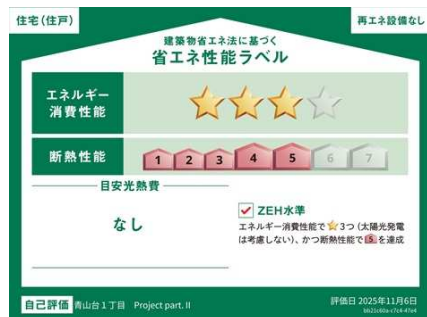 住宅(住戸)
再エネ設備なし
建築物省エネ法に基づく
省エネ性能ラベル
エネルギー
消費性能
断熱性能
1 2 3 4 5 6 7
目安光熱費
なし
ZEH水準
エネルギー消費性能で⭐3つ(太陽光発電
は考慮しない)、かつ断熱性能で5を達成
自己評価 青山台1丁目 Project part.II
評価日 2025年11月6日